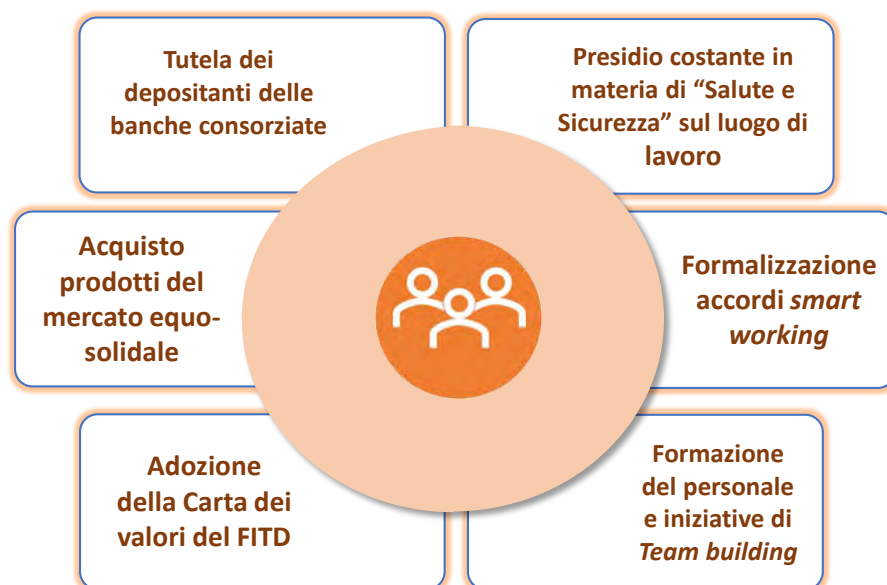 Tutela dei
depositanti delle
banche consorziate
Presidio costante in
materia di “Salute e
Sicurezza” sul luogo di
lavoro
Acquisto
prodotti del
mercato equo-
solidale
Formalizzazione
accordi smart
working
Adozione
della Carta dei
valori del FITD
Formazione
del personale
e iniziative di
Team building